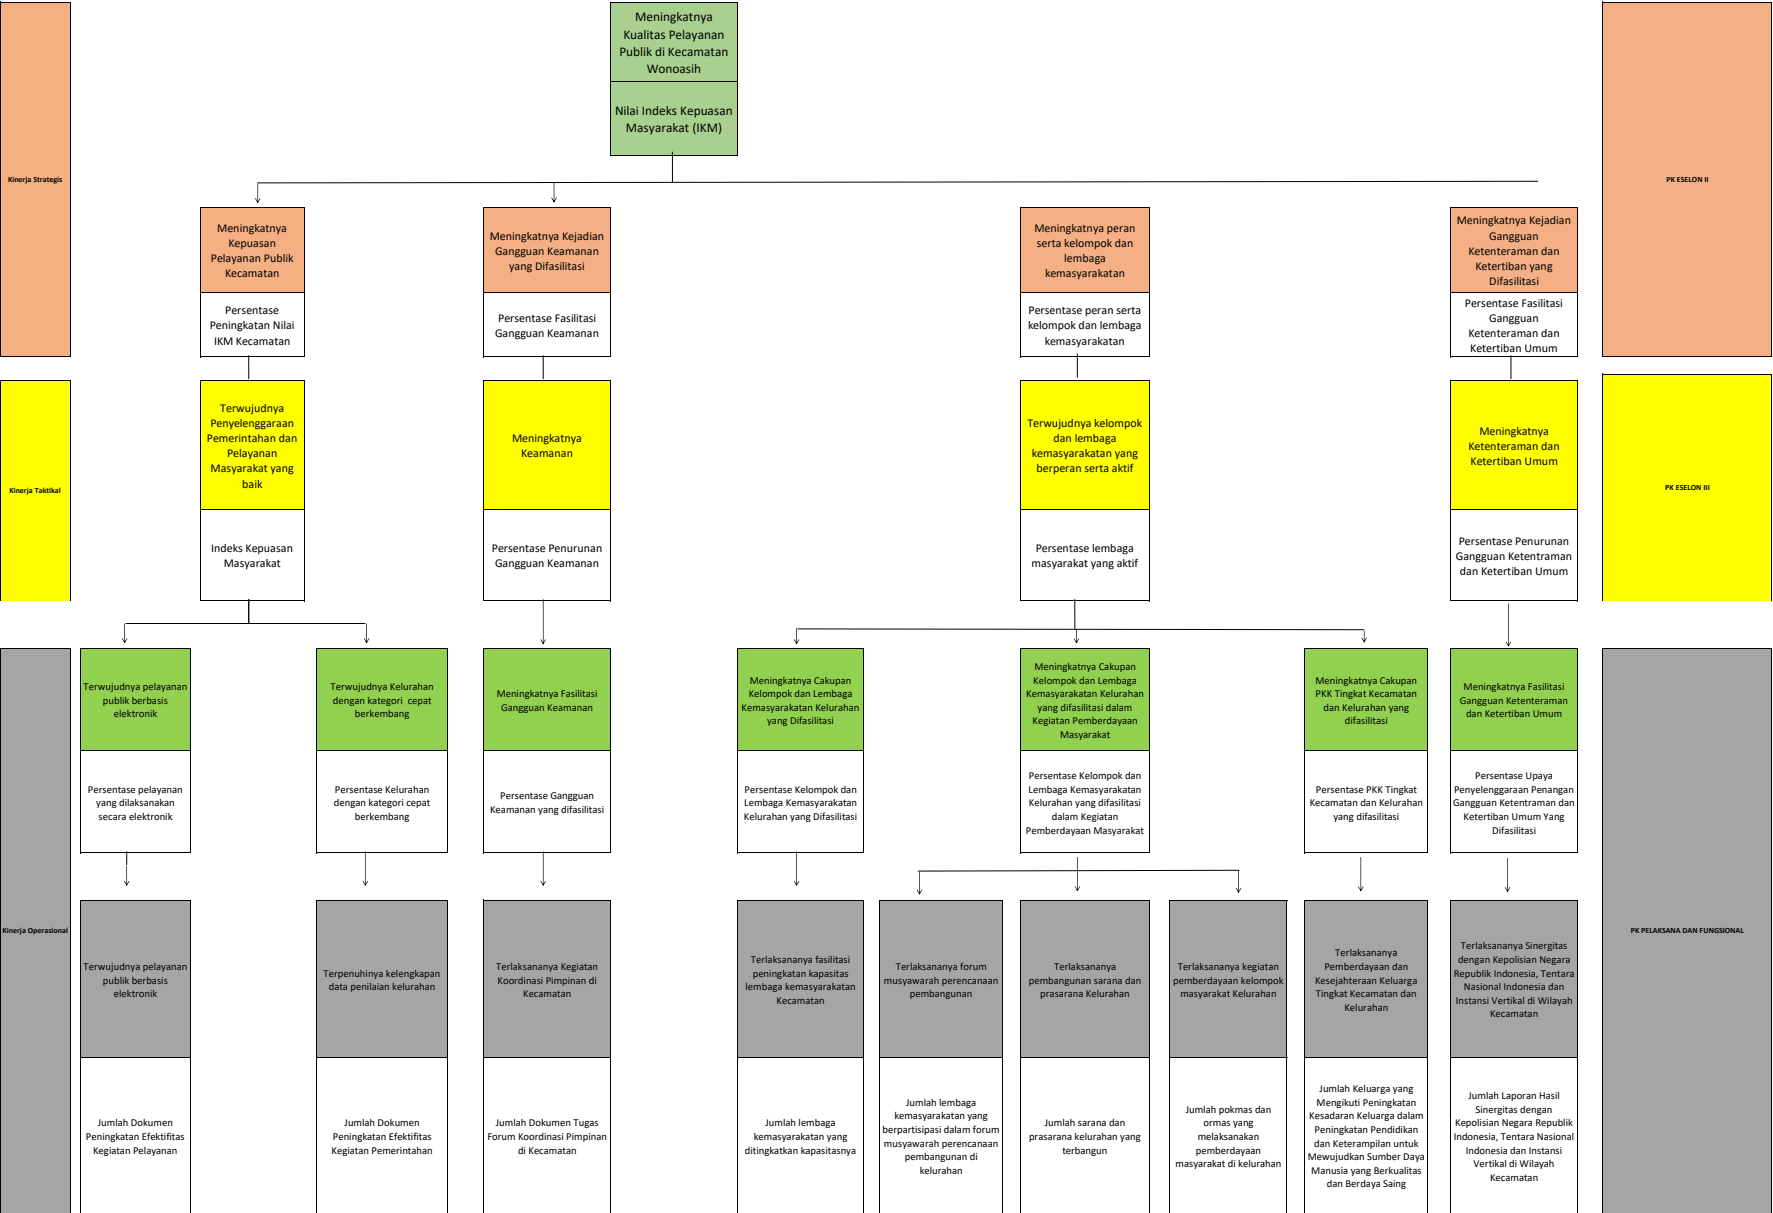 Meningkatnya
Kualitas Pelayanan
Publik di Kecamatan
Wonoasih
Nilai Indeks Kepuasan
Masyarakat (IKM)
Kinerja Strategis
PK ESELON II
Meningkatnya
Kepuasan
Pelayanan Publik
Kecamatan
Meningkatnya Kejadian
Gangguan Keamanan
yang Difasilitasi
Meningkatnya peran
serta kelompok dan
lembaga
kemasyarakatan
Meningkatnya Kejadian
Gangguan
Ketenteraman dan
Ketertiban yang
Difasilitasi
Persentase
Peningkatan Nilai
IKM Kecamatan
Persentase Fasilitasi
Gangguan Keamanan
Persentase peran serta
kelompok dan lembaga
kemasyarakatan
Persentase Fasilitasi
Gangguan
Ketenteraman dan
Ketertiban Umum
Kinerja Taktikal
PK ESELON III
Terwujudnya
Penyelenggaraan
Pemerintahan dan
Pelayanan
Masyarakat yang
baik
Meningkatnya
Keamanan
Terwujudnya kelompok
dan lembaga
kemasyarakatan yang
berperan serta aktif
Meningkatnya
Ketenteraman dan
Ketertiban Umum
Indeks Kepuasan
Masyarakat
Persentase Penurunan
Gangguan Keamanan
Persentase lembaga
masyarakat yang aktif
Persentase Penurunan
Gangguan Ketentraman
dan Ketertiban Umum
Kinerja Operasional
PK PELAKSANA DAN FUNGSIONAL
Terwujudnya pelayanan
publik berbasis
elektronik
Terwujudnya Kelurahan
dengan kategori  cepat
berkembang
Meningkatnya Fasilitasi
Gangguan Keamanan
Meningkatnya Cakupan
Kelompok dan Lembaga
Kemasyarakatan Kelurahan
yang Difasilitasi
Meningkatnya Cakupan
Kelompok dan Lembaga
Kemasyarakatan Kelurahan
yang difasilitasi dalam
Kegiatan Pemberdayaan
Masyarakat
Meningkatnya Cakupan
PKK Tingkat Kecamatan
dan Kelurahan yang
difasilitasi
Meningkatnya Fasilitasi
Gangguan Ketenteraman
dan Ketertiban Umum
Persentase pelayanan
yang dilaksanakan
secara elektronik
Persentase Kelurahan
dengan kategori cepat
berkembang
Persentase Gangguan
Keamanan yang difasilitasi
Persentase Kelompok dan
Lembaga Kemasyarakatan
Kelurahan yang Difasilitasi
Persentase Kelompok dan
Lembaga Kemasyarakatan
Kelurahan yang difasilitasi
dalam Kegiatan
Pemberdayaan Masyarakat
Persentase PKK Tingkat
Kecamatan dan Kelurahan
yang difasilitasi
Persentase Upaya
Penyelenggaraan Penangan
Gangguan Ketentraman dan
Ketertiban Umum Yang
Difasilitasi
Terwujudnya pelayanan
publik berbasis
elektronik
Terpenuhinya kelengkapan
data penilaian kelurahan
Terlaksananya Kegiatan
Koordinasi Pimpinan di
Kecamatan
Terlaksananya fasilitasi
peningkatan kapasitas
lembaga kemasyarakatan
Kecamatan
Terlaksananya forum
musyawarah perencanaan
pembangunan
Terlaksananya
pembangunan sarana dan
prasarana Kelurahan
Terlaksananya kegiatan
pemberdayaan kelompok
masyarakat Kelurahan
Terlaksananya
Pemberdayaan dan
Kesejahteraan Keluarga
Tingkat Kecamatan dan
Kelurahan
Terlaksananya Sinergitas
dengan Kepolisian Negara
Republik Indonesia, Tentara
Nasional Indonesia dan
Instansi Vertikal di Wilayah
Kecamatan
Jumlah Dokumen
Peningkatan Efektifitas
Kegiatan Pelayanan
Jumlah Dokumen
Peningkatan Efektifitas
Kegiatan Pemerintahan
Jumlah Dokumen Tugas
Forum Koordinasi Pimpinan
di Kecamatan
Jumlah lembaga
kemasyarakatan yang
ditingkatkan kapasitasnya
Jumlah lembaga
kemasyarakatan yang
berpartisipasi dalam forum
musyawarah perencanaan
pembangunan di
kelurahan
Jumlah sarana dan
prasarana kelurahan yang
terbangun
Jumlah pokmas dan
ormas yang
melaksanakan
pemberdayaan
masyarakat di kelurahan
Jumlah Keluarga yang
Mengikuti Peningkatan
Kesadaran Keluarga dalam
Peningkatan Pendidikan
dan Keterampilan untuk
Mewujudkan Sumber Daya
Manusia yang Berkualitas
dan Berdaya Saing
Jumlah Laporan Hasil
Sinergitas dengan
Kepolisian Negara Republik
Indonesia, Tentara Nasional
Indonesia dan Instansi
Vertikal di Wilayah
Kecamatan